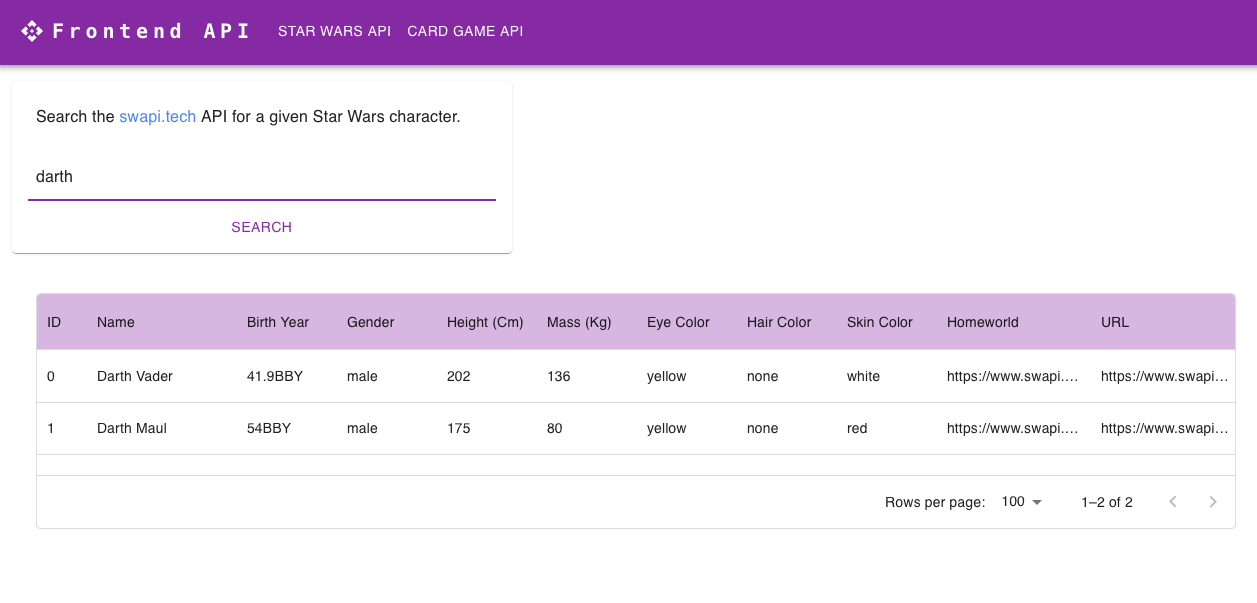 Frontend API STAR WARS API CARD GAME API
Search the swapi.tech API for a given Star Wars character.
darth
SEARCH
ID Name Birth Year Gender Height (Cm) Mass (Kg) Eye Color Hair Color Skin Color Homeworld URL
0 Darth Vader 41.9BBY male 202 136 yellow none white https://www.swapi.… https://www.swapi…
1 Darth Maul 54BBY male 175 80 yellow none red https://www.swapi.… https://www.swapi…
Rows per page: 100 1–2 of 2